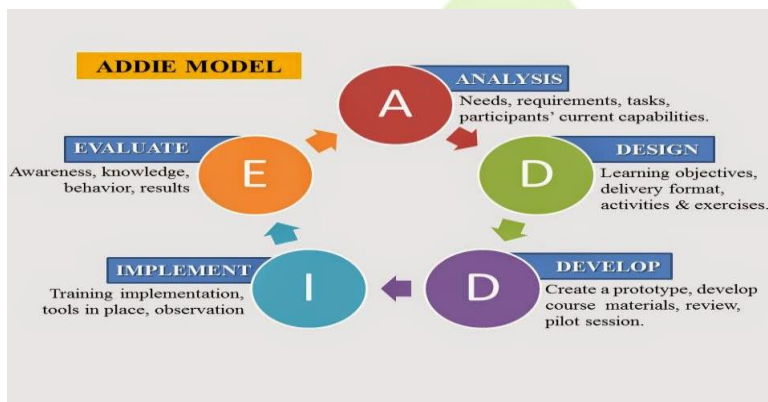 ADDIE MODEL
A
ANALYSIS
Needs, requirements, tasks,
participants' current capabilities.
D
DESIGN
Learning objectives,
delivery format,
activities & exercises.
D
DEVELOP
Create a prototype, develop
course materials, review,
pilot session.
I
IMPLEMENT
Training implementation,
tools in place, observation
E
EVALUATE
Awareness, knowledge,
behavior, results